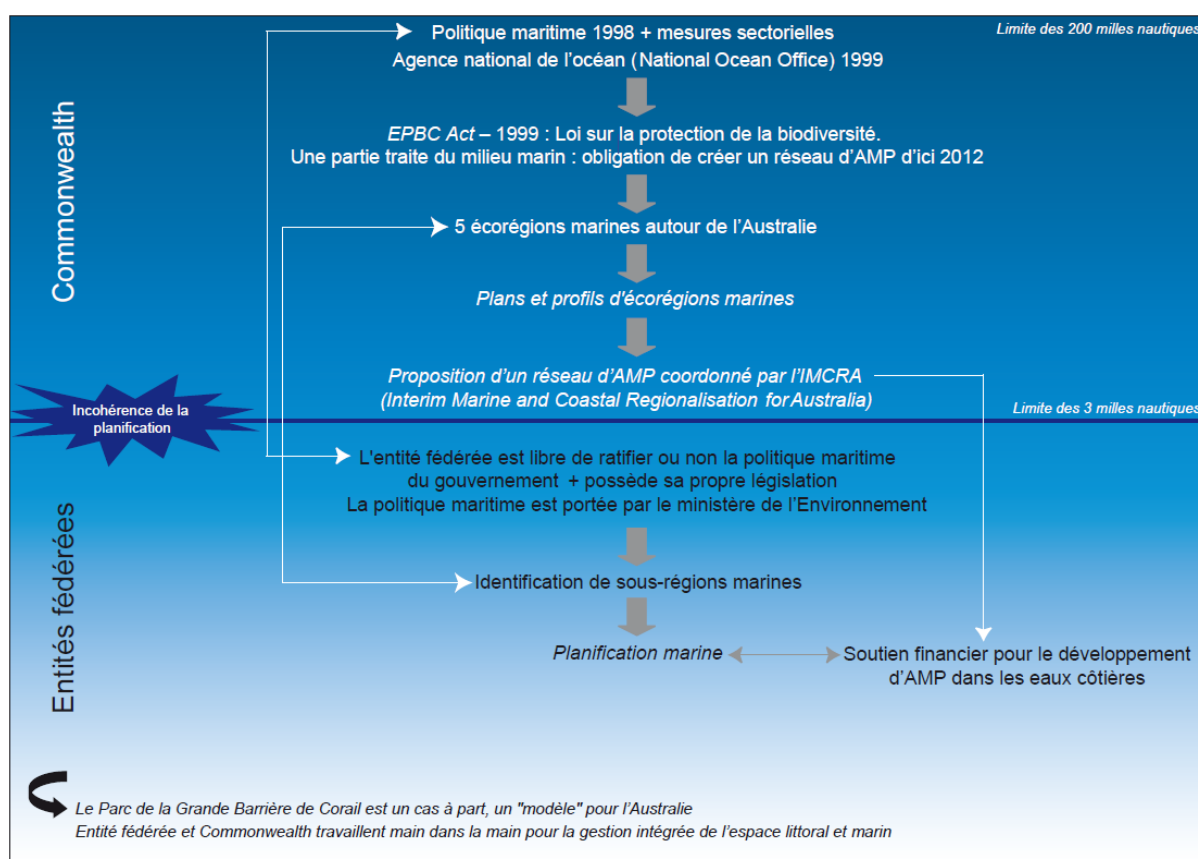 Politique maritime 1998 + mesures sectorielles
Limite des 200 milles nautiques
Agence national de l'océan (National Ocean Office) 1999
Commonwealth
EPBC Act – 1999 : Loi sur la protection de la biodiversité.
Une partie traite du milieu marin : obligation de créer un réseau d'AMP d'ici 2012
5 écorégions marines autour de l'Australie
Plans et profils d'écorégions marines
Proposition d'un réseau d'AMP coordonné par l'IMCRA
(Interim Marine and Coastal Regionalisation for Australia)
Limite des 3 milles nautiques
Incohérence de la
planification
Entités fédérées
L'entité fédérée est libre de ratifier ou non la politique maritime
du gouvernement + possède sa propre législation
La politique maritime est portée par le ministère de l'Environnement
Identification de sous-régions marines
Planification marine
Soutien financier pour le développement
d'AMP dans les eaux côtières
Le Parc de la Grande Barrière de Corail est un cas à part, un "modèle" pour l'Australie
Entité fédérée et Commonwealth travaillent main dans la main pour la gestion intégrée de l'espace littoral et marin